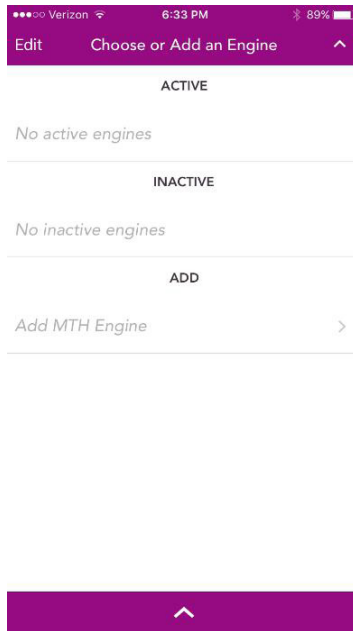 Verizon 6:33 PM 89%
Edit Choose or Add an Engine
ACTIVE
No active engines
INACTIVE
No inactive engines
ADD
Add MTH Engine